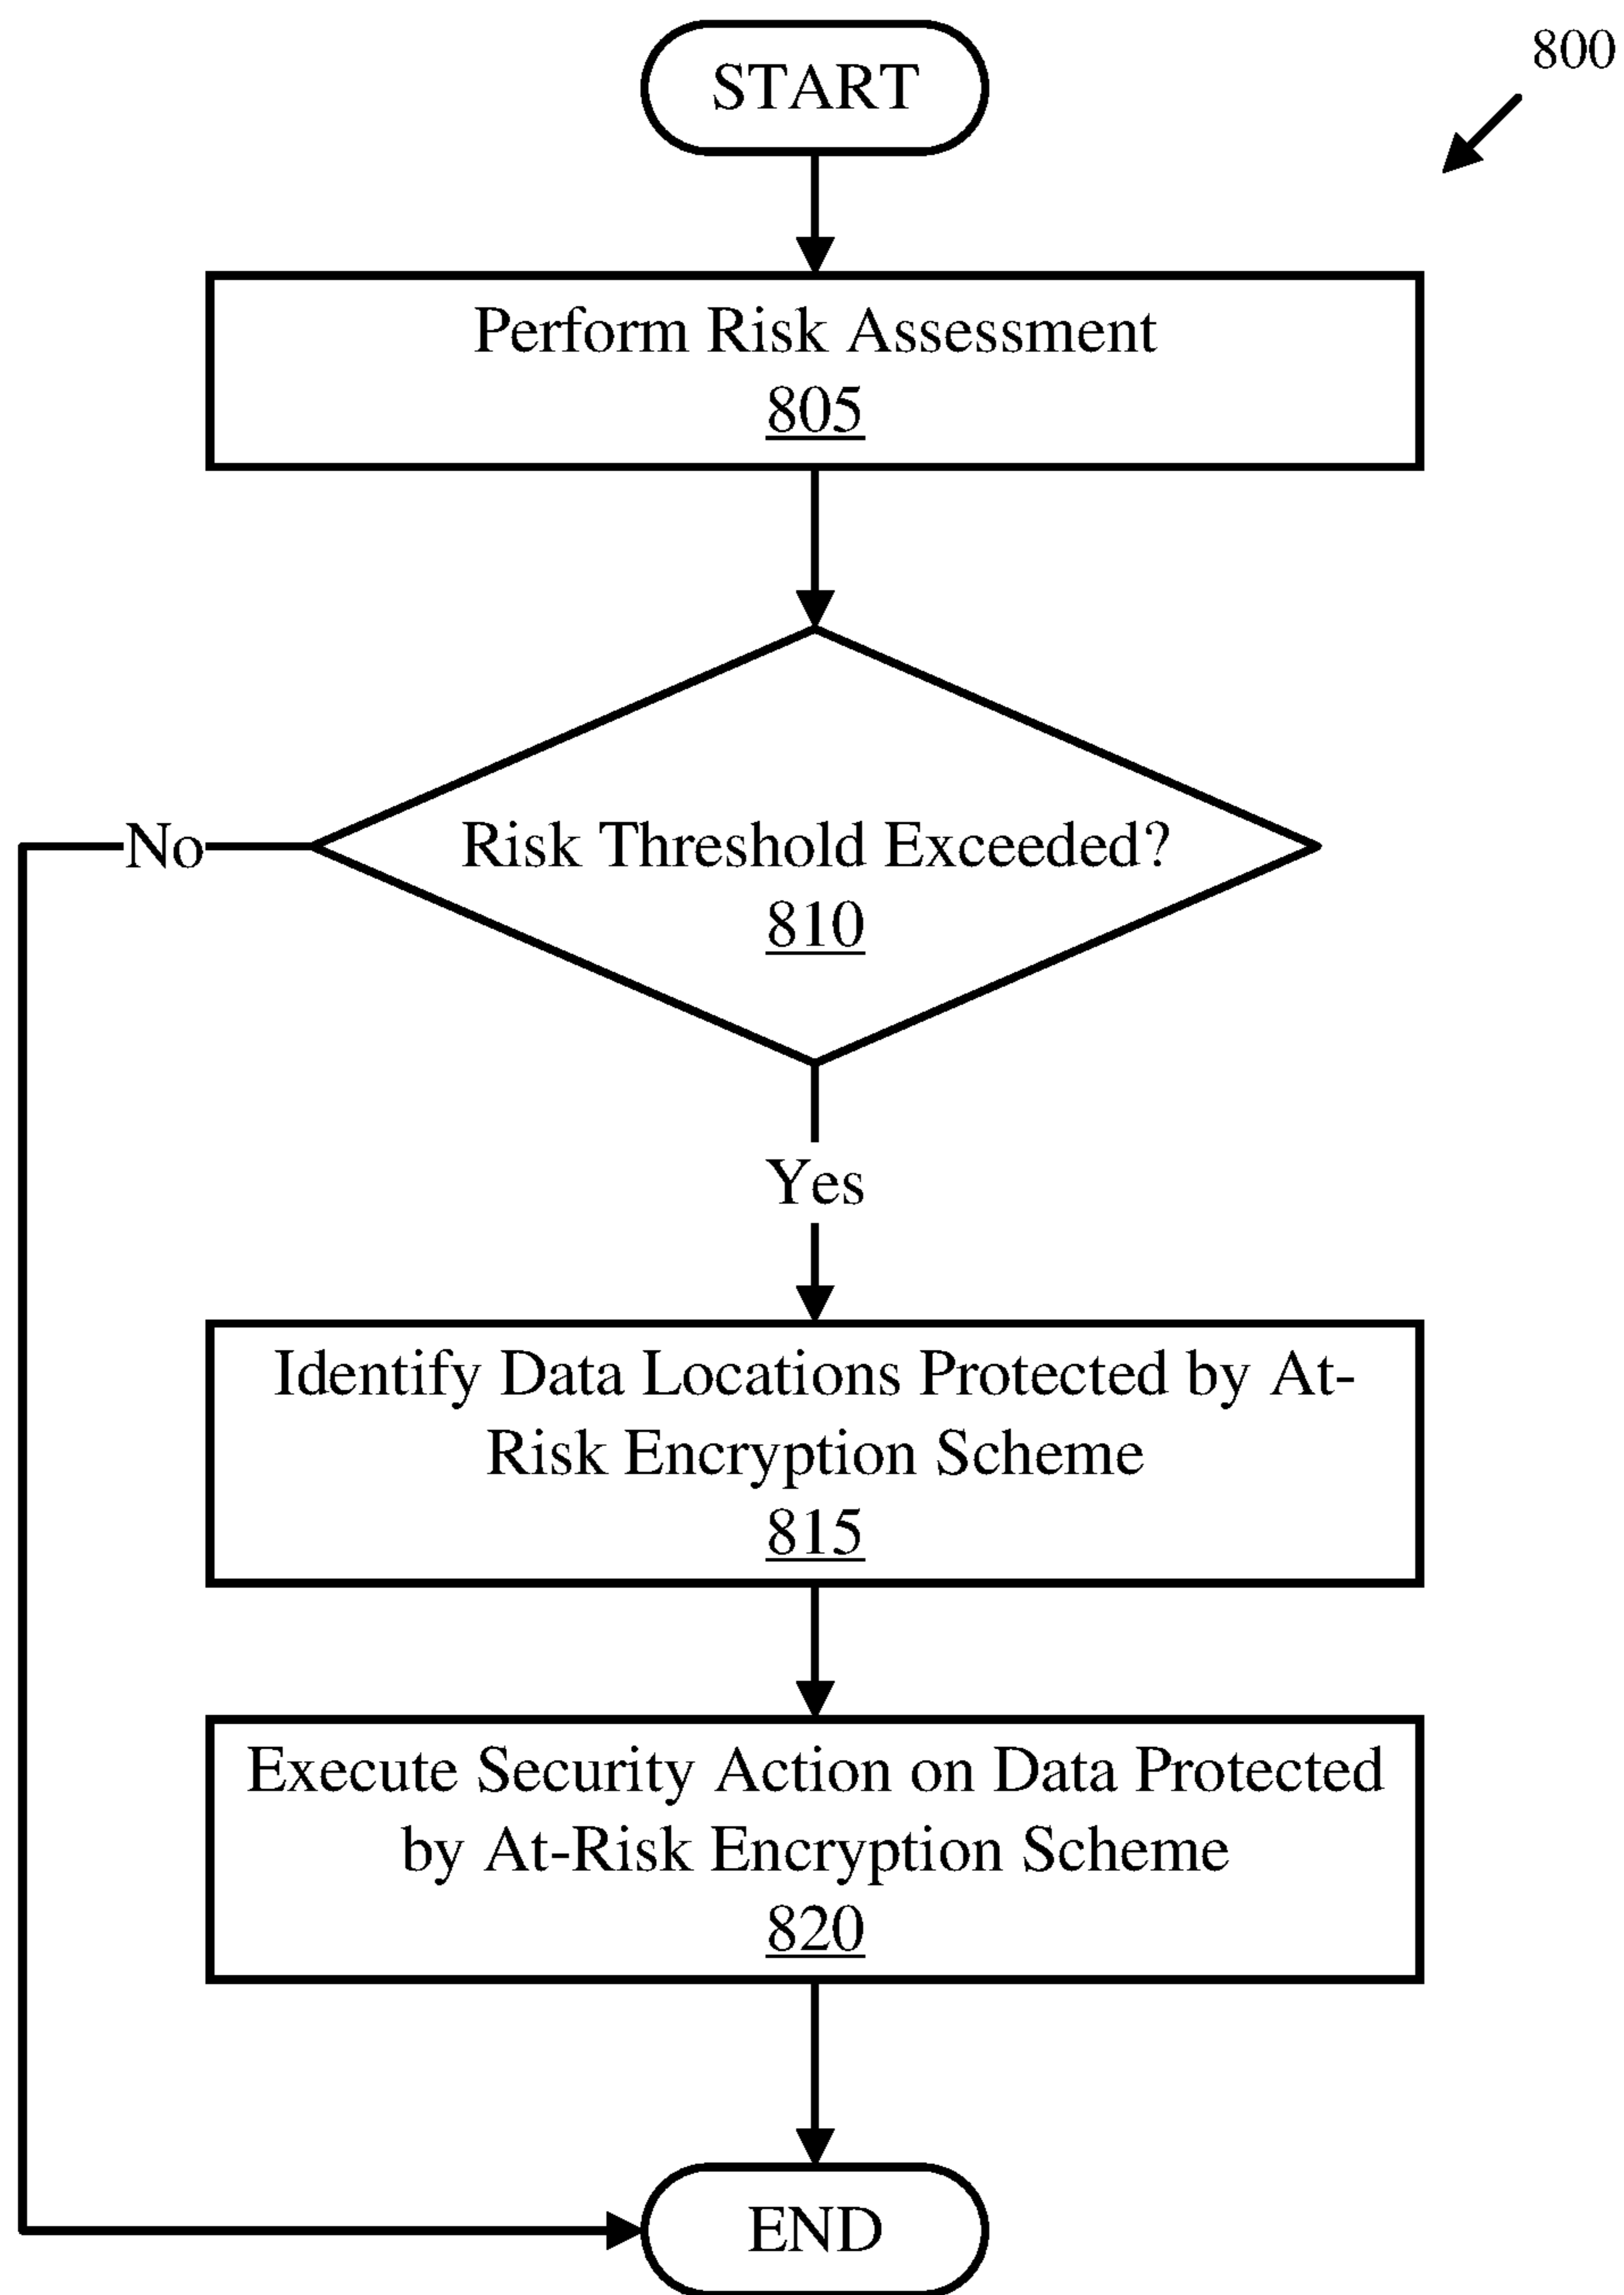 800
START
Perform Risk Assessment
805
Risk Threshold Exceeded?
810
No
Yes
Identify Data Locations Protected by At-
Risk Encryption Scheme
815
Execute Security Action on Data Protected
by At-Risk Encryption Scheme
820
END